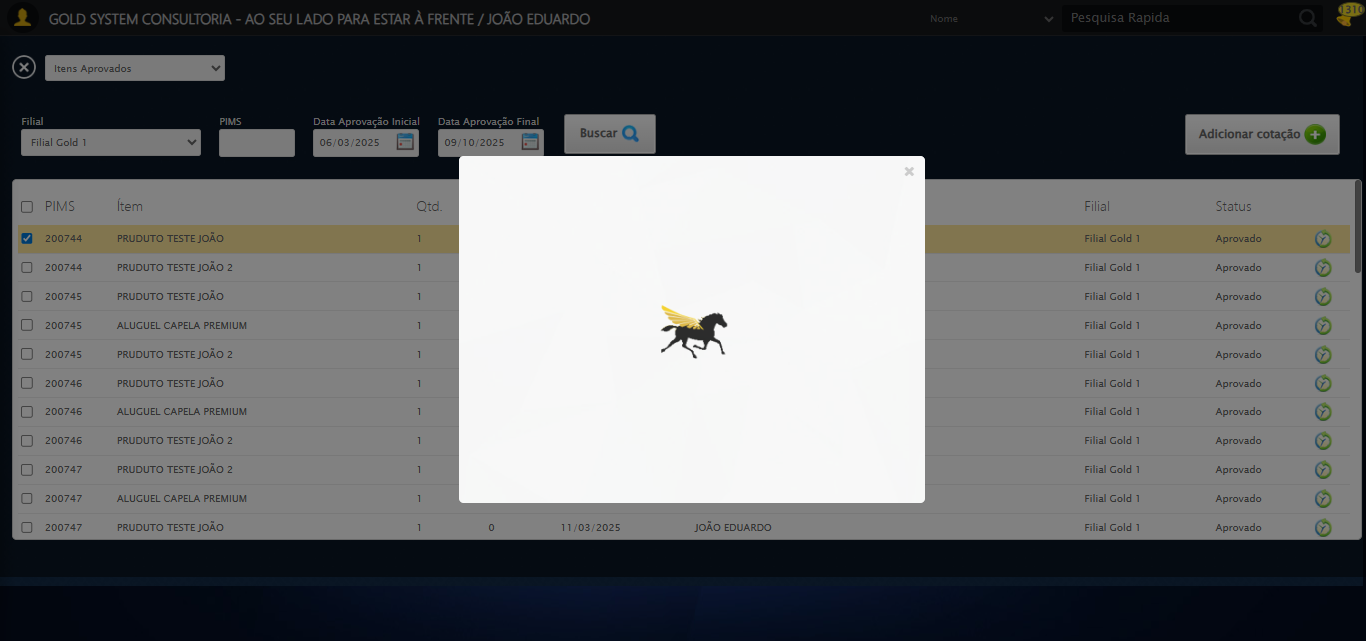 GOLD SYSTEM CONSULTORIA - AO SEU LADO PARA ESTAR À FRENTE / JOÃO EDUARDO
Nome
Pesquisa Rapida
1310
Itens Aprovados
Filial PIMS Data Aprovação Inicial Data Aprovação Final
Filial Gold 1 06/03/2025 09/10/2025 Buscar Adicionar cotação
PIMS Ítem Qtd. Filial Status
200744 PRUDUTO TESTE JOÃO 1 Filial Gold 1 Aprovado
200744 PRUDUTO TESTE JOÃO 2 1 Filial Gold 1 Aprovado
200745 PRUDUTO TESTE JOÃO 1 Filial Gold 1 Aprovado
200745 ALUGUEL CAPELA PREMIUM 1 Filial Gold 1 Aprovado
200745 PRUDUTO TESTE JOÃO 2 1 Filial Gold 1 Aprovado
200746 PRUDUTO TESTE JOÃO 1 Filial Gold 1 Aprovado
200746 ALUGUEL CAPELA PREMIUM 1 Filial Gold 1 Aprovado
200746 PRUDUTO TESTE JOÃO 2 1 Filial Gold 1 Aprovado
200747 PRUDUTO TESTE JOÃO 2 1 Filial Gold 1 Aprovado
200747 ALUGUEL CAPELA PREMIUM 1 Filial Gold 1 Aprovado
200747 PRUDUTO TESTE JOÃO 1 0 11/03/2025 JOÃO EDUARDO Filial Gold 1 Aprovado